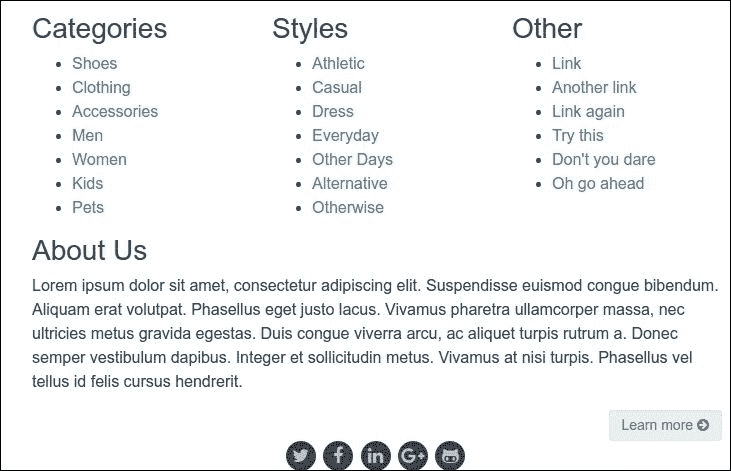 Categories
Shoes
Clothing
Accessories
Men
Women
Kids
Pets
Styles
Athletic
Casual
Dress
Everyday
Other Days
Alternative
Otherwise
Other
Link
Another link
Link again
Try this
Don't you dare
Oh go ahead
About Us
Lorem ipsum dolor sit amet, consectetur adipiscing elit. Suspendisse euismod congue bibendum.
Aliquam erat volutpat. Phasellus eget justo lacus. Vivamus pharetra ullamcorper massa, nec
ultricies metus gravida egestas. Duis congue viverra arcu, ac aliquet turpis rutrum a. Donec
semper vestibulum dapibus. Integer et sollicitudin metus. Vivamus at nisi turpis. Phasellus vel
tellus id felis cursus hendrerit.
Learn more